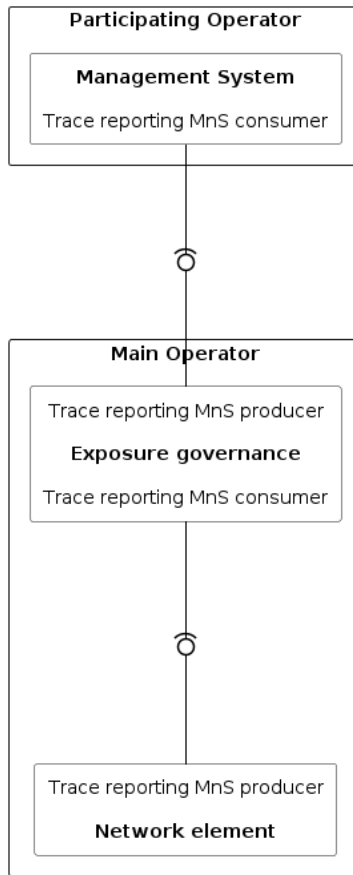 Participating Operator
Management System
Trace reporting MnS consumer
Main Operator
Trace reporting MnS producer
Exposure governance
Trace reporting MnS consumer
Trace reporting MnS producer
Network element